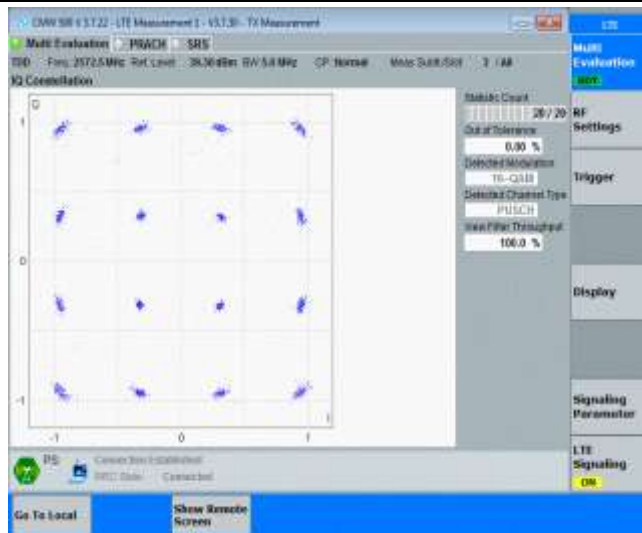 CMW 500 V 3.7.22 - LTE Measurement 1 - V3.7.30 - TX Measurement
LTE
Multi Evaluation PRACH SRS
TDD Freq: 2572.5 MHz Ref. Level: BW: 5.0 MHz CP: Normal Meas Subfr./Slot 2 / All
IQ Constellation
Q
1
0
-1
-1 0 1
I
Statistic Count
20 / 20
Out of Tolerance
0.00 %
Detected Modulation
16-QAM
Detected Channel Type
PUSCH
View Filter Throughput
100.0 %
Multi
Evaluation
RDY
RF
Settings
Trigger
Display
Signaling
Parameter
LTE
Signaling
ON
PS
Connection Established
RRC State Connected
Go To Local
Show Remote
Screen